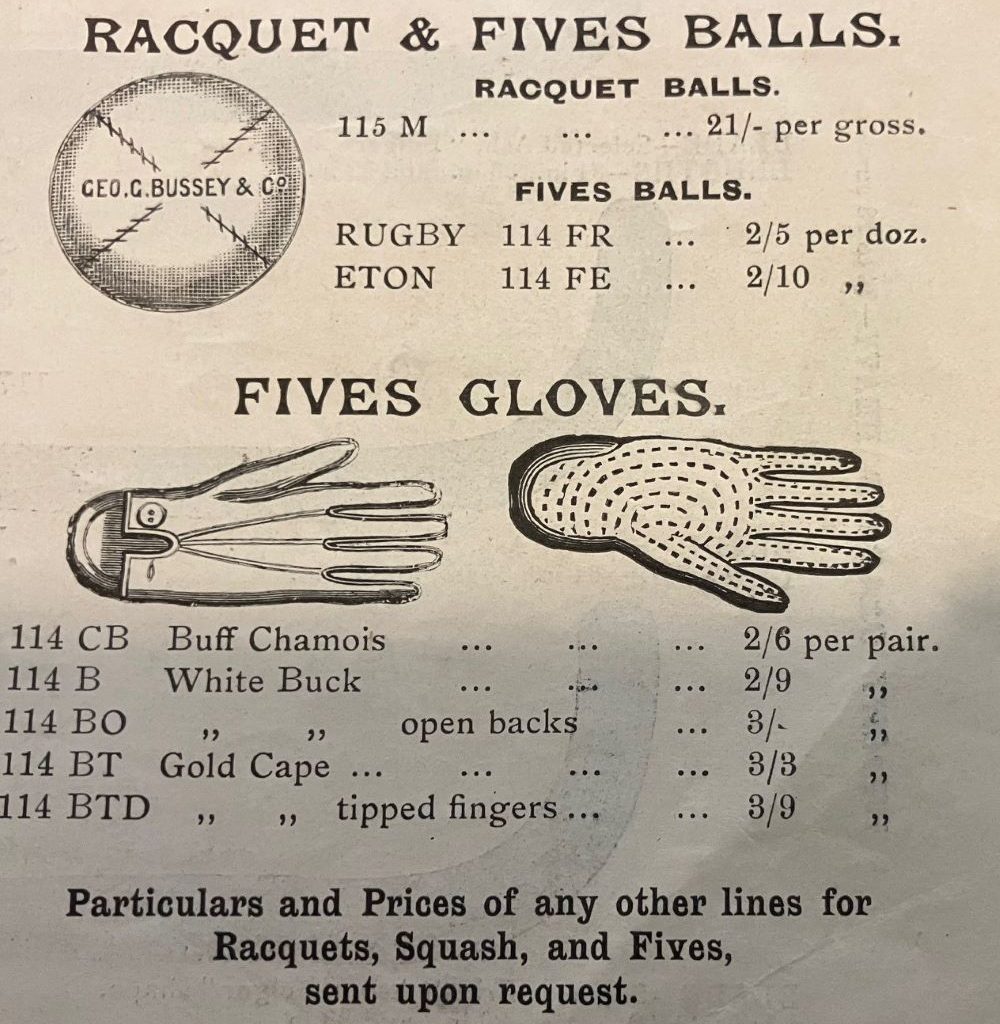 RACQUET & FIVES BALLS.
RACQUET BALLS.
115 M ... ... ... 21/- per gross.
GEO. G. BUSSEY & Co.
FIVES BALLS.
RUGBY 114 FR ... 2/5 per doz.
ETON 114 FE ... 2/10 „
FIVES GLOVES.
114 CB Buff Chamois ... ... ... 2/6 per pair.
114 B White Buck ... ... ... 2/9 „
114 BO „ „ open backs ... 3/- „
114 BT Gold Cape ... ... ... ... 3/3 „
114 BTD „ „ tipped fingers ... ... 3/9 „
Particulars and Prices of any other lines for
Racquets, Squash, and Fives,
sent upon request.